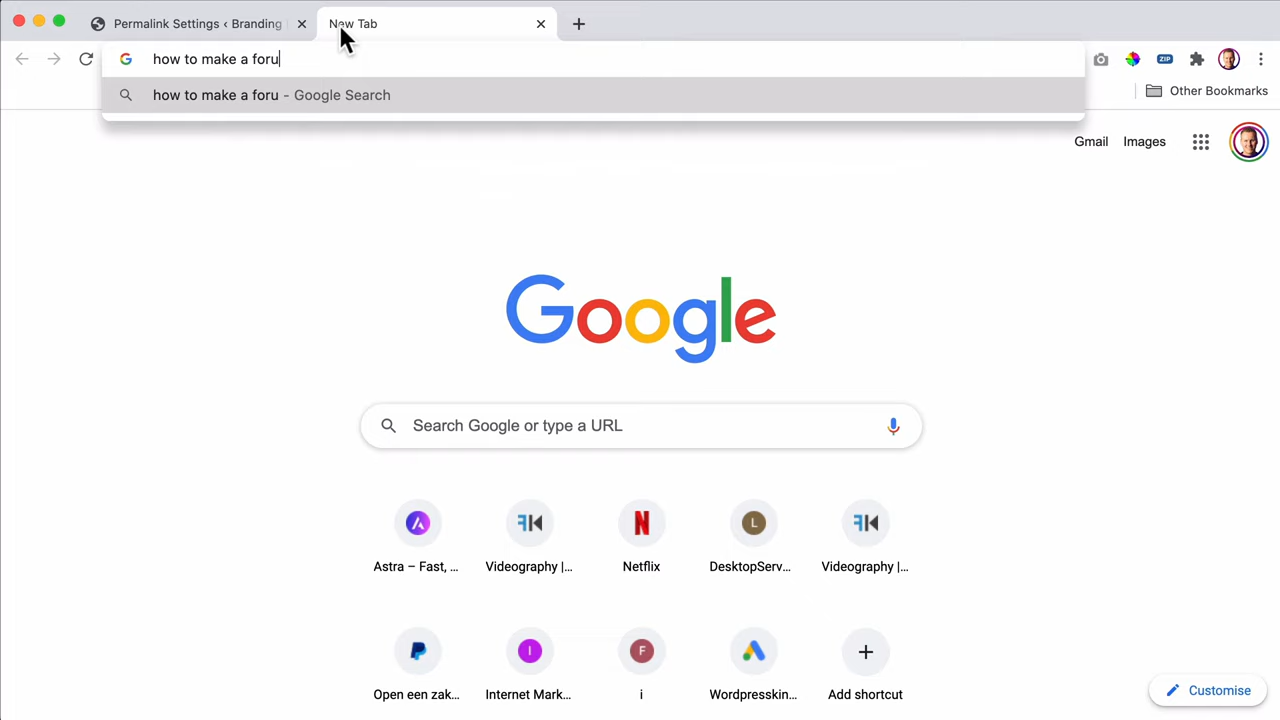 Permalink Settings ‹ Branding
New Tab
how to make a foru
how to make a foru - Google Search
ZIP
Other Bookmarks
Gmail
Images
Google
Search Google or type a URL
Astra – Fast, ...
Videography |...
Netflix
L
DesktopServ...
Videography |...
Open een zak...
I
Internet Mark...
F
i
Wordpresskin...
Add shortcut
Customise